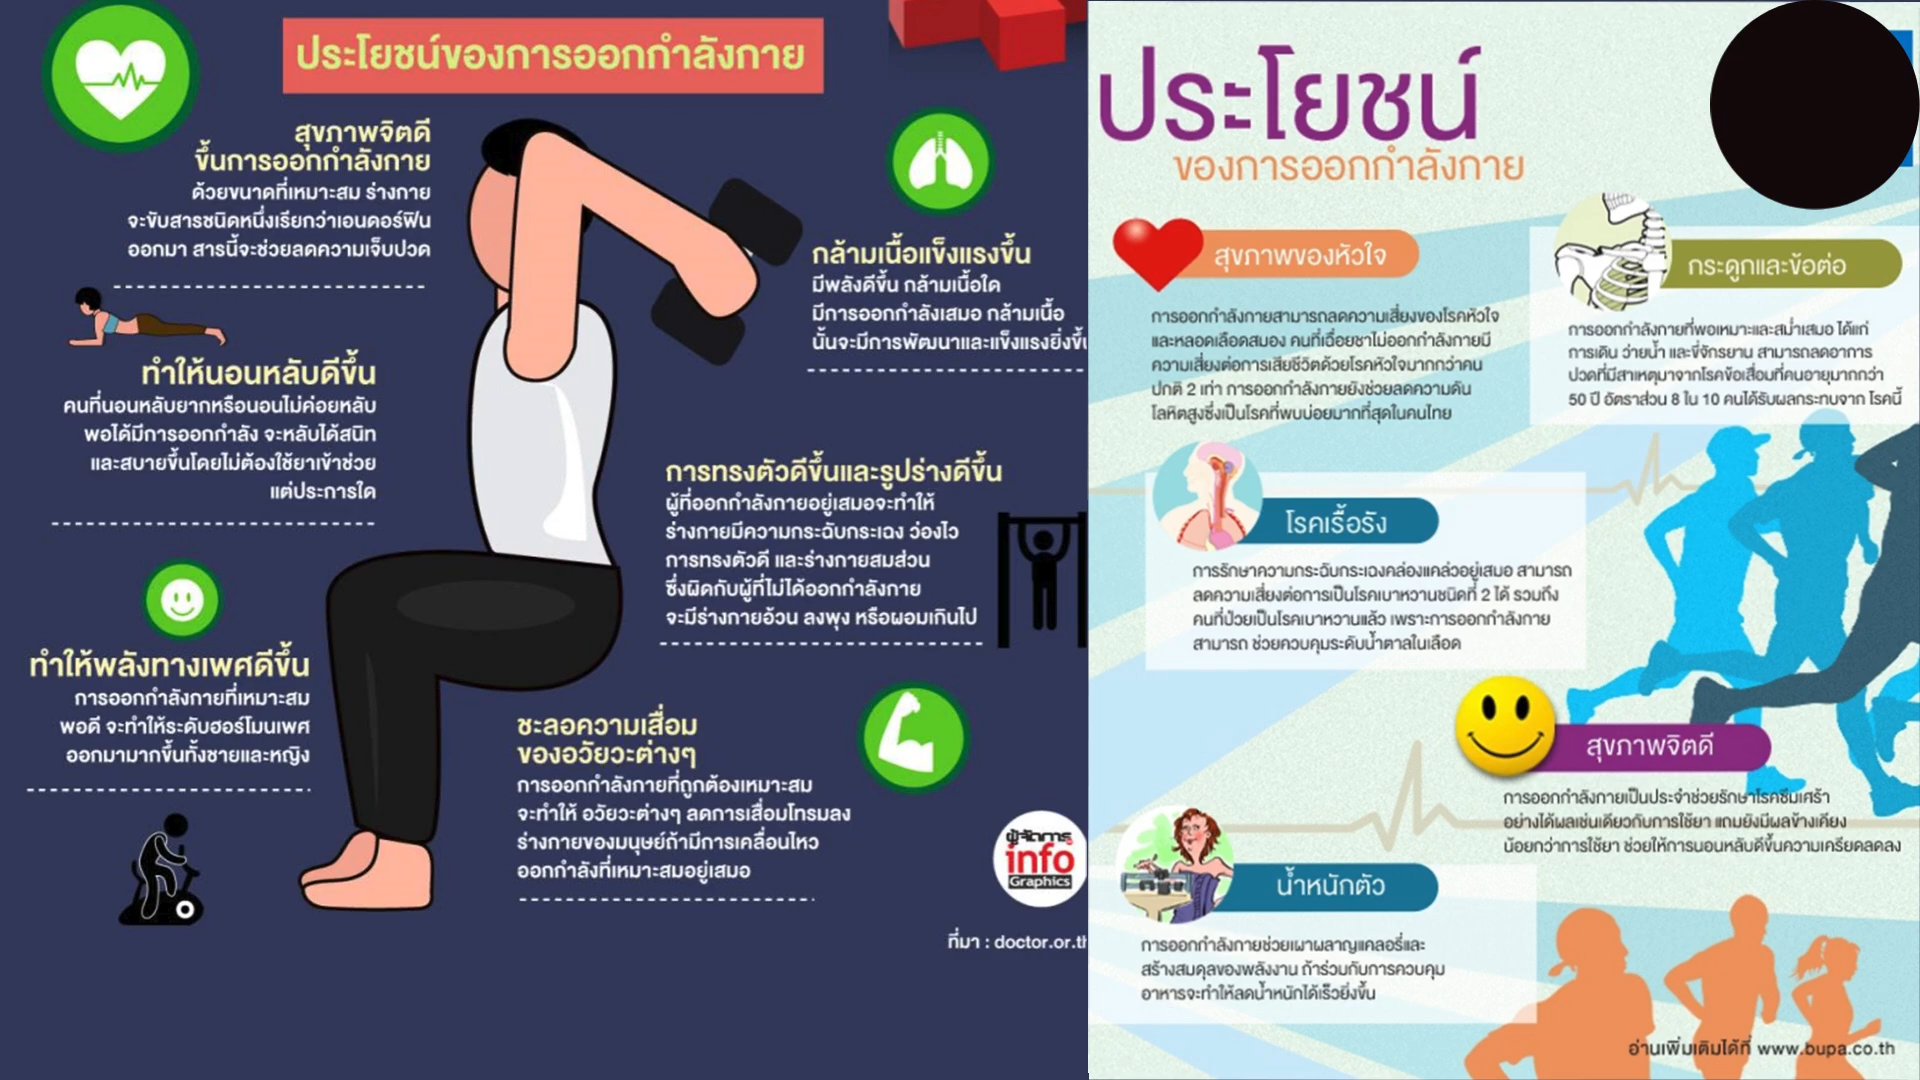 ประโยชน์ของการออกกำลังกาย
สุขภาพจิตดี
ขึ้นการออกกำลังกาย
ด้วยขนาดที่เหมาะสม ร่างกาย
จะขับสารชนิดหนึ่งเรียกว่าเอนดอร์ฟิน
ออกมา สารนี้จะช่วยลดความเจ็บปวด
ทำให้นอนหลับดีขึ้น
คนที่นอนหลับยากหรือนอนไม่ค่อยหลับ
พอได้มีการออกกำลัง จะหลับได้สนิท
และสบายขึ้นโดยไม่ต้องใช้ยาเข้าช่วย
แต่ประการใด
ทำให้พลังทางเพศดีขึ้น
การออกกำลังกายที่เหมาะสม
พอดี จะทำให้ระดับฮอร์โมนเพศ
ออกมามากขึ้นทั้งชายและหญิง
กล้ามเนื้อแข็งแรงขึ้น
มีพลังดีขึ้น กล้ามเนื้อใด
มีการออกกำลังเสมอ กล้ามเนื้อ
นั้นจะมีการพัฒนาและแข็งแรงยิ่งขึ้น
การทรงตัวดีขึ้นและรูปร่างดีขึ้น
ผู้ที่ออกกำลังกายอยู่เสมอจะทำให้
ร่างกายมีความกระฉับกระเฉง ว่องไว
การทรงตัวดี และร่างกายสมส่วน
ซึ่งผิดกับผู้ที่ไม่ได้ออกกำลังกาย
จะมีร่างกายอ้วน ลงพุง หรือผอมเกินไป
ชะลอความเสื่อม
ของอวัยวะต่างๆ
การออกกำลังกายที่ถูกต้องเหมาะสม
จะทำให้ อวัยวะต่างๆ ลดการเสื่อมโทรมลง
ร่างกายของมนุษย์ถ้ามีการเคลื่อนไหว
ออกกำลังที่เหมาะสมอยู่เสมอ
ผู้จัดการ
info
Graphics
ที่มา : doctor.or.th
ประโยชน์
ของการออกกำลังกาย
สุขภาพของหัวใจ
การออกกำลังกายสามารถลดความเสี่ยงของโรคหัวใจ
และหลอดเลือดสมอง คนที่เฉื่อยชาไม่ออกกำลังกายมี
ความเสี่ยงต่อการเสียชีวิตด้วยโรคหัวใจมากกว่าคน
ปกติ 2 เท่า การออกกำลังกายยังช่วยลดความดัน
โลหิตสูงซึ่งเป็นโรคที่พบบ่อยมากที่สุดในคนไทย
กระดูกและข้อต่อ
การออกกำลังกายที่พอเหมาะและสม่ำเสมอ ได้แก่
การเดิน ว่ายน้ำ และขี่จักรยาน สามารถลดอาการ
ปวดที่มีสาเหตุมาจากโรคข้อเสื่อมที่คนอายุมากกว่า
50 ปี อัตราส่วน 8 ใน 10 คนได้รับผลกระทบจาก โรคนี้
โรคเรื้อรัง
การรักษาความกระฉับกระเฉงคล่องแคล่วอยู่เสมอ สามารถ
ลดความเสี่ยงต่อการเป็นโรคเบาหวานชนิดที่ 2 ได้ รวมถึง
คนที่ป่วยเป็นโรคเบาหวานแล้ว เพราะการออกกำลังกาย
สามารถ ช่วยควบคุมระดับน้ำตาลในเลือด
สุขภาพจิตดี
การออกกำลังกายเป็นประจำช่วยรักษาโรคซึมเศร้า
อย่างได้ผลเช่นเดียวกับการใช้ยา แถมยังมีผลข้างเคียง
น้อยกว่าการใช้ยา ช่วยให้การนอนหลับดีขึ้นความเครียดลดลง
น้ำหนักตัว
การออกกำลังกายช่วยเผาผลาญแคลอรี่และ
สร้างสมดุลของพลังงาน ถ้าร่วมกับการควบคุม
อาหารจะทำให้ลดน้ำหนักได้เร็วยิ่งขึ้น
อ่านเพิ่มเติมได้ที่ www.bupa.co.th